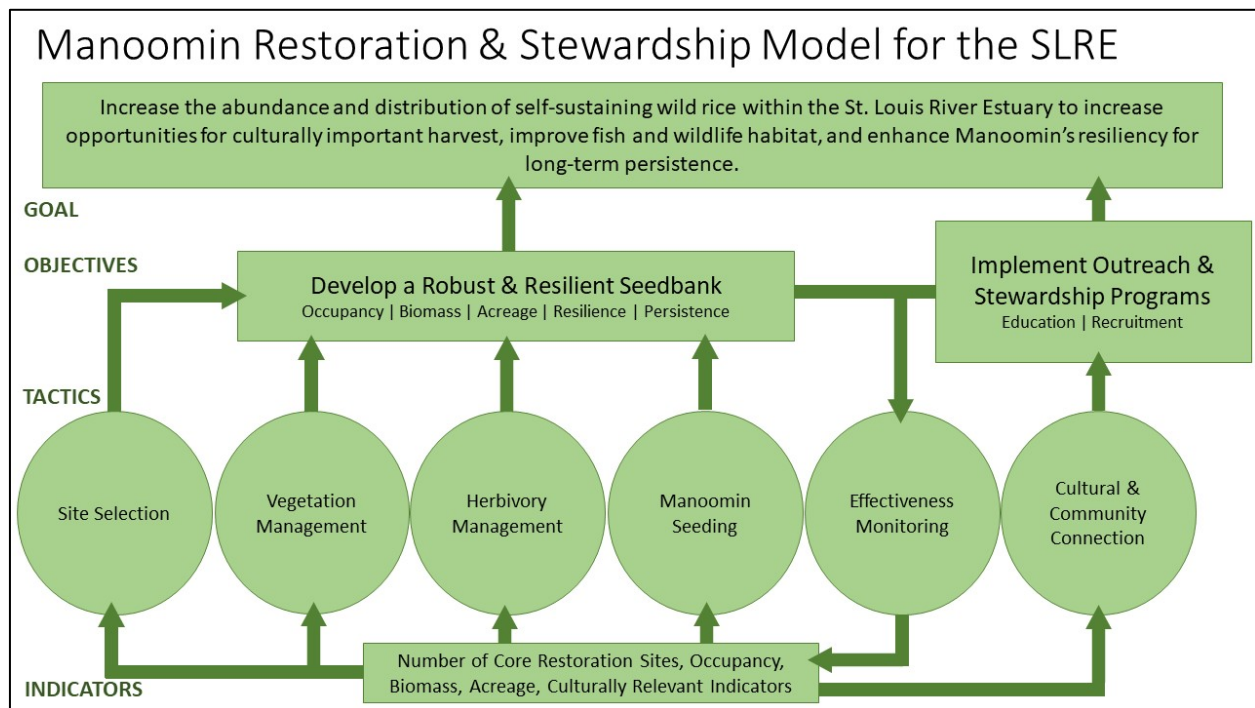 Manoomin Restoration & Stewardship Model for the SLRE
Increase the abundance and distribution of self-sustaining wild rice within the St. Louis River Estuary to increase
opportunities for culturally important harvest, improve fish and wildlife habitat, and enhance Manoomin’s resiliency for
long-term persistence.
GOAL
OBJECTIVES
Develop a Robust & Resilient Seedbank
Occupancy | Biomass | Acreage | Resilience | Persistence
Implement Outreach &
Stewardship Programs
Education | Recruitment
TACTICS
Site Selection
Vegetation
Management
Herbivory
Management
Manoomin
Seeding
Effectiveness
Monitoring
Cultural &
Community
Connection
INDICATORS
Number of Core Restoration Sites, Occupancy,
Biomass, Acreage, Culturally Relevant Indicators